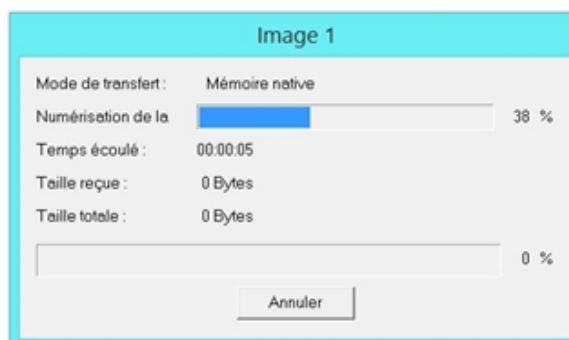 Image 1
Mode de transfert : Mémoire native
Numérisation de la 38 %
Temps écoulé : 00:00:05
Taille reçue : 0 Bytes
Taille totale : 0 Bytes
0 %
Annuler